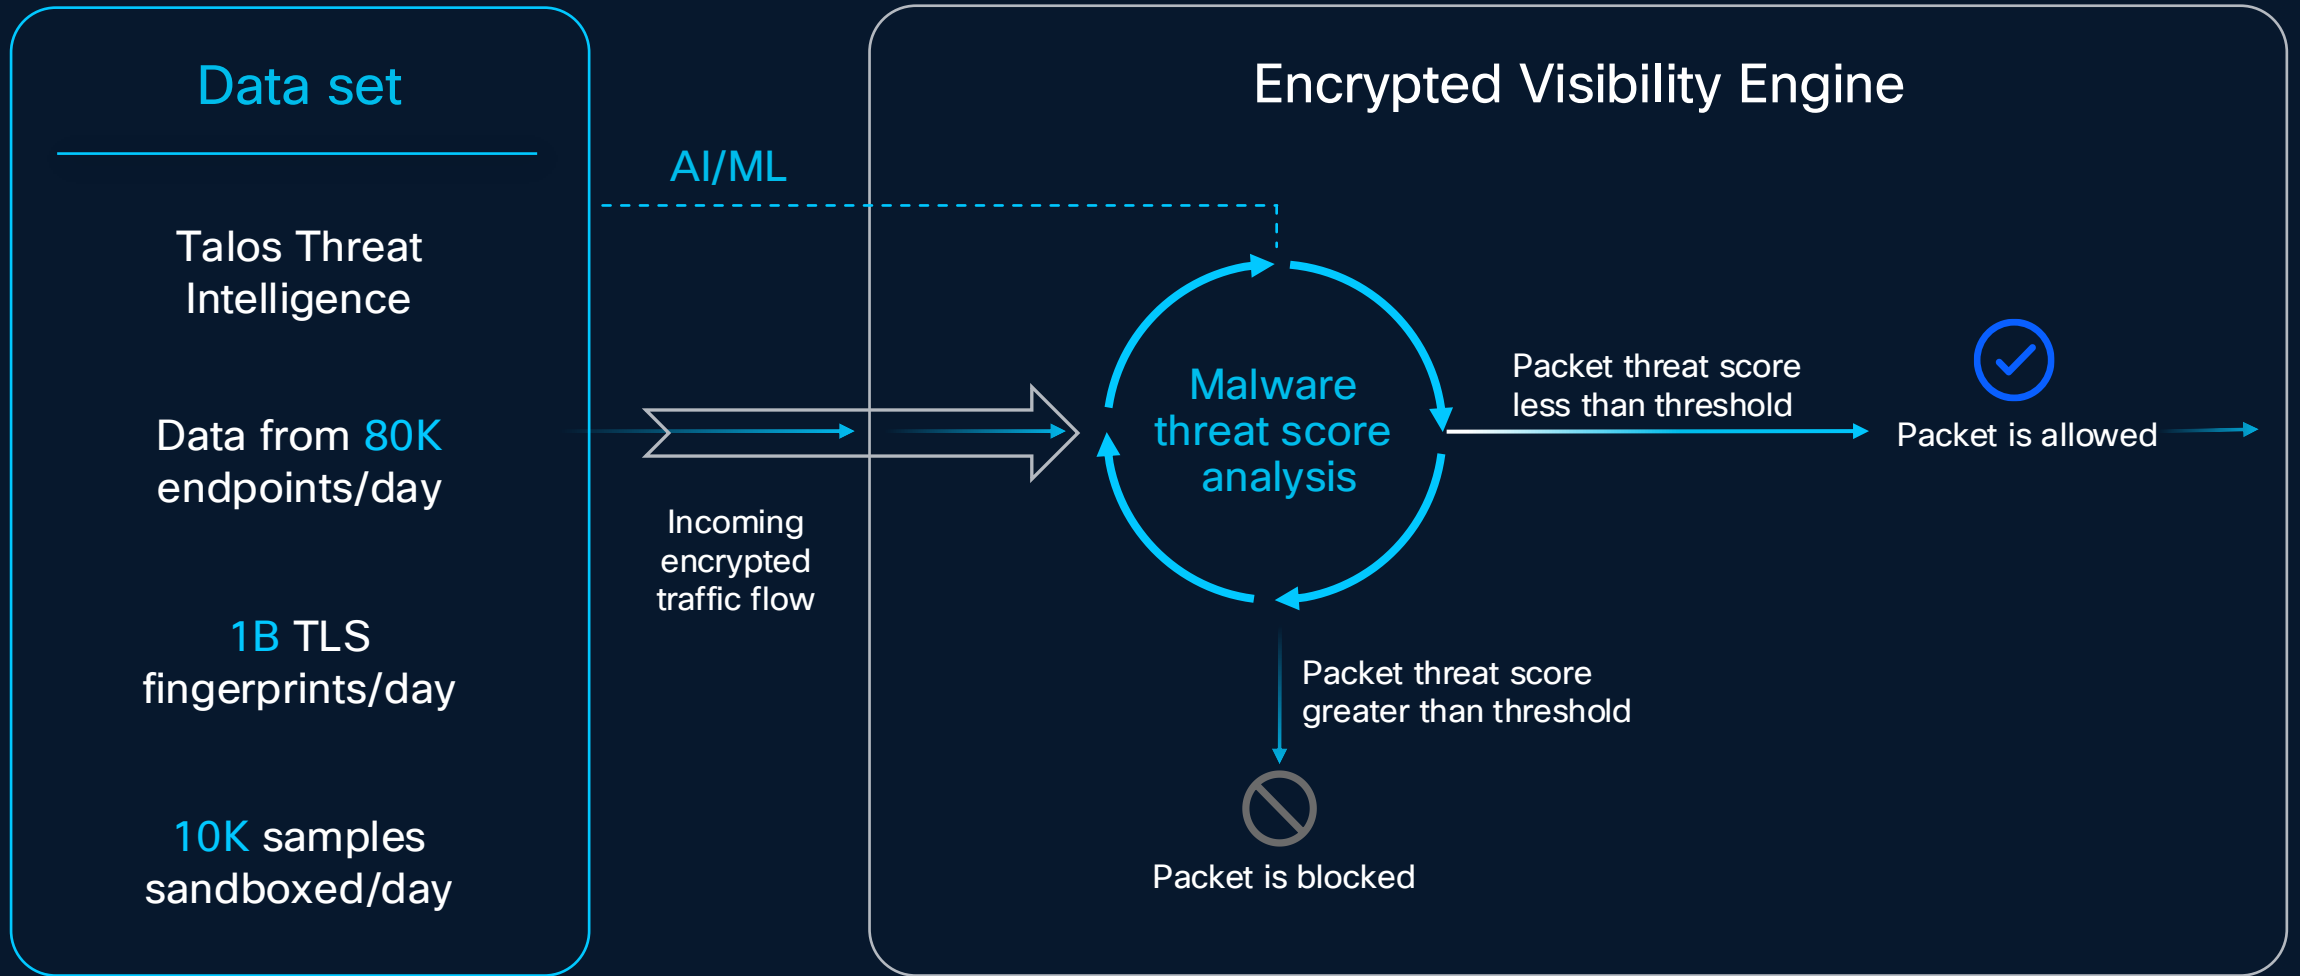 Data set
Talos Threat
Intelligence
Data from 80K
endpoints/day
1B TLS
fingerprints/day
10K samples
sandboxed/day
AI/ML
Incoming
encrypted
traffic flow
Encrypted Visibility Engine
Malware
threat score
analysis
Packet threat score
less than threshold
Packet is allowed
Packet threat score
greater than threshold
Packet is blocked